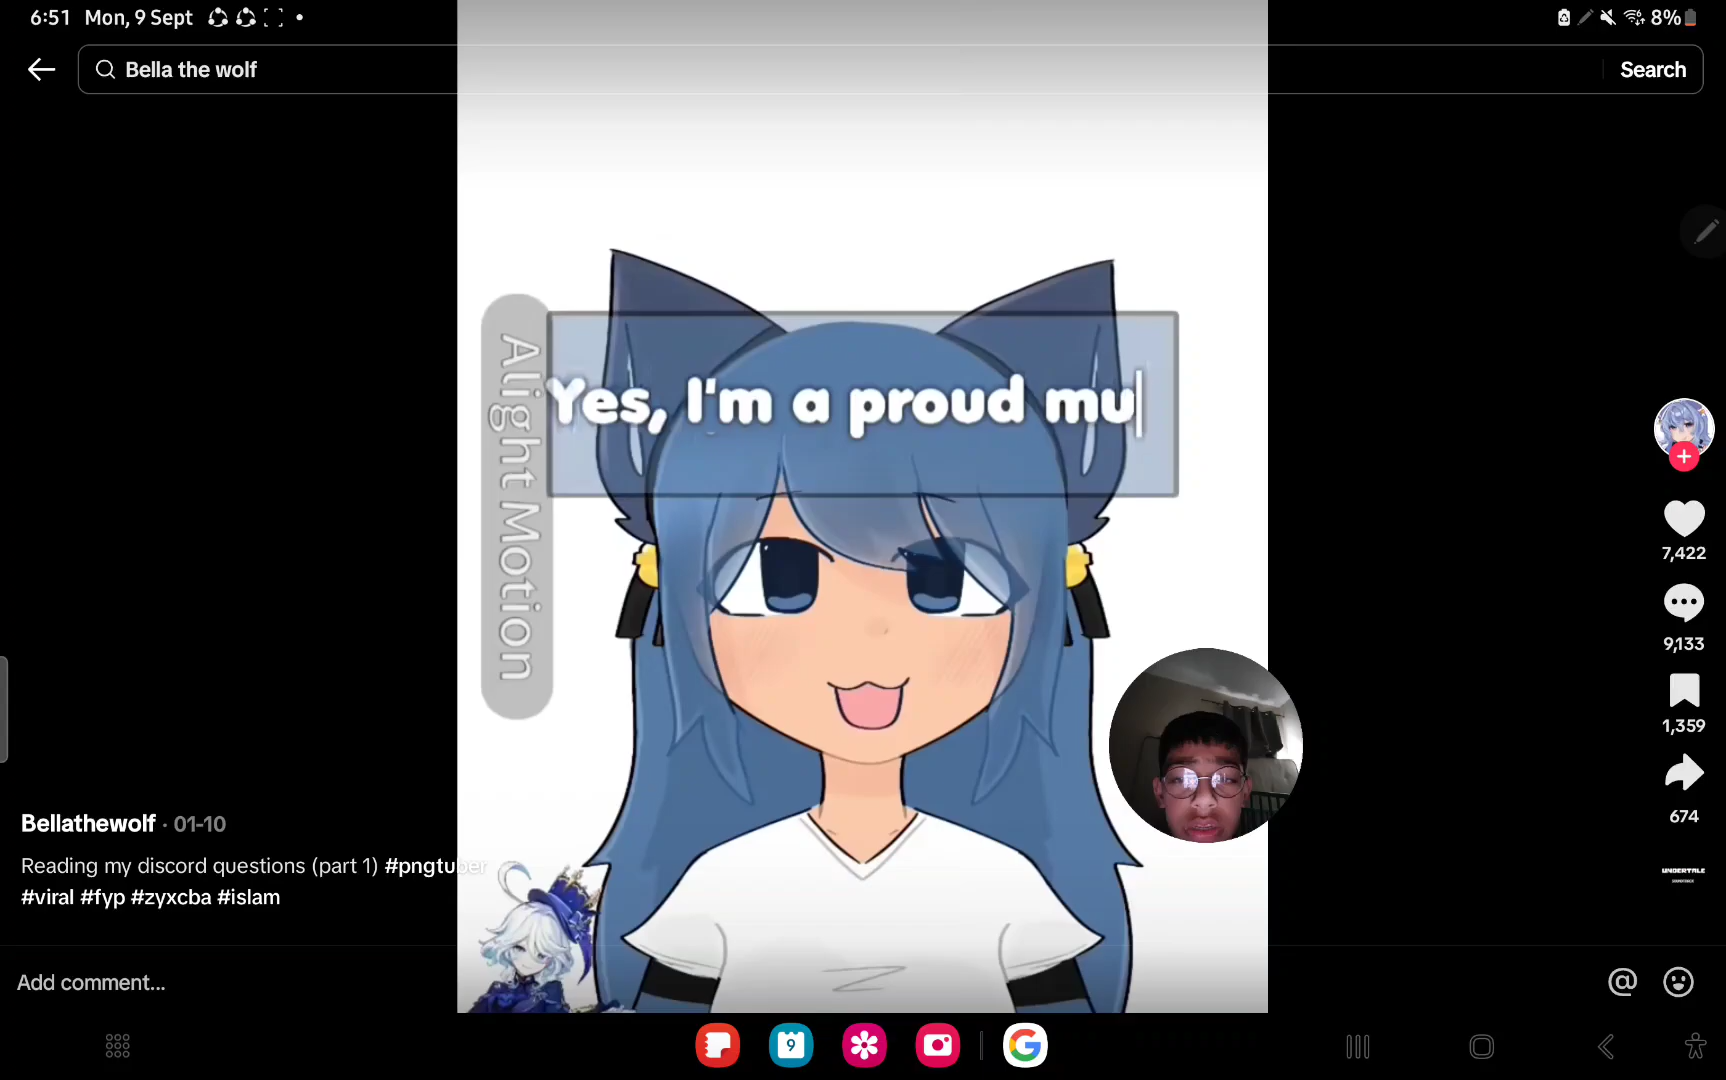 6:51 Mon, 9 Sept
8%
Bella the wolf
Search
Alight Motion
Yes, I'm a proud mu
7,422
9,133
1,359
674
UNDERTALE
Bellathewolf · 01-10
Reading my discord questions (part 1) #pngtuber
#viral #fyp #zyxcba #islam
Add comment...
@
9